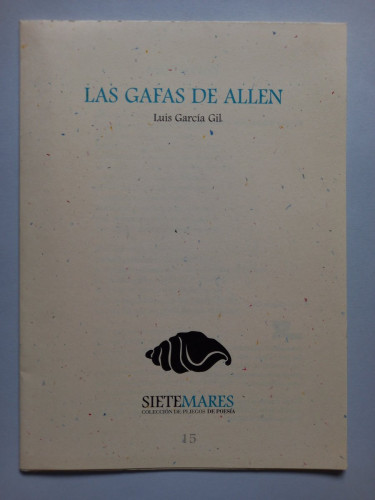 LAS GAFAS DE ALLEN
Luis García Gil
SIETEMARES
COLECCIÓN DE PLIEGOS DE POESÍA
15